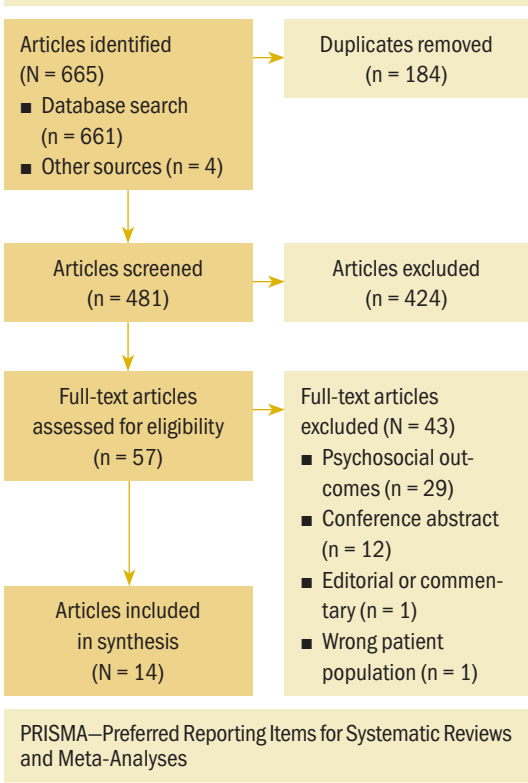 Articles identified
(N = 665)
■ Database search
(n = 661)
■ Other sources (n = 4)
Duplicates removed
(n = 184)
Articles screened
(n = 481)
Articles excluded
(n = 424)
Full-text articles
assessed for eligibility
(n = 57)
Full-text articles
excluded (N = 43)
■ Psychosocial out-
comes (n = 29)
■ Conference abstract
(n = 12)
■ Editorial or commen-
tary (n = 1)
■ Wrong patient
population (n = 1)
Articles included
in synthesis
(N = 14)
PRISMA—Preferred Reporting Items for Systematic Reviews
and Meta-Analyses